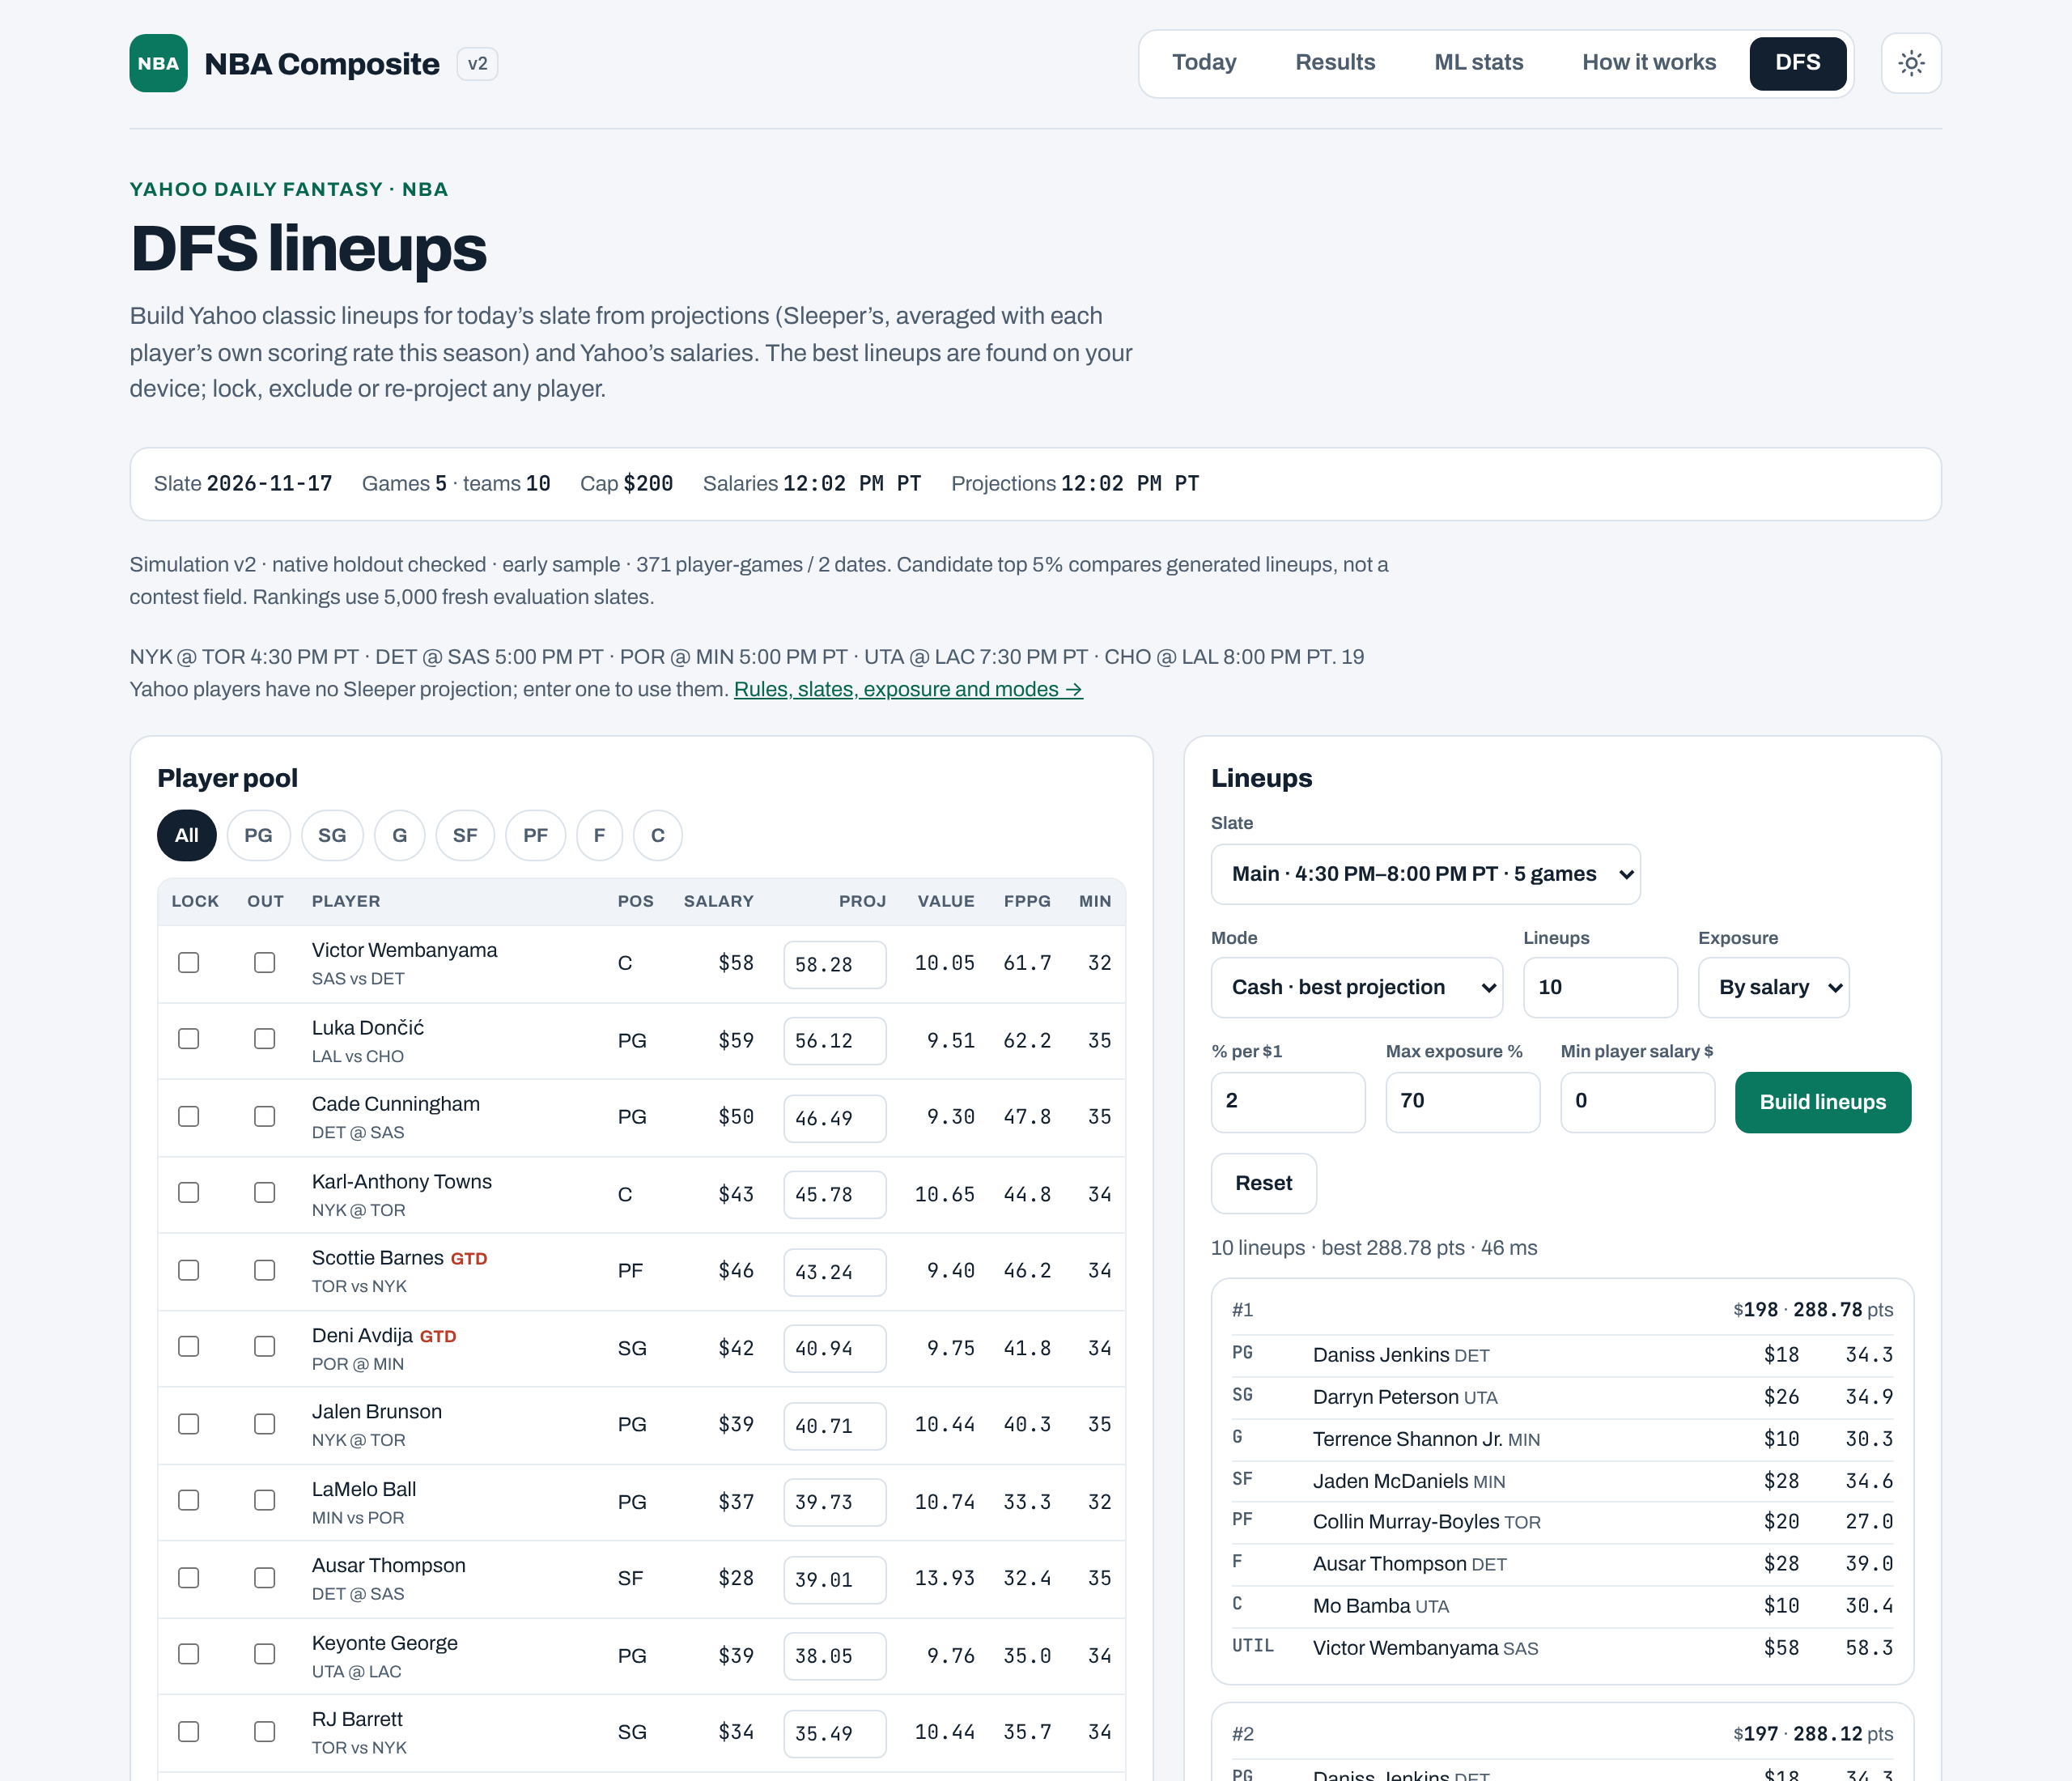 NBA
NBA Composite
v2
Today
Results
ML stats
How it works
DFS
YAHOO DAILY FANTASY · NBA
DFS lineups
Build Yahoo classic lineups for today’s slate from projections (Sleeper’s, averaged with each
player’s own scoring rate this season) and Yahoo’s salaries. The best lineups are found on your
device; lock, exclude or re-project any player.
Slate 2026-11-17 Games 5 · teams 10 Cap $200 Salaries 12:02 PM PT Projections 12:02 PM PT
Simulation v2 · native holdout checked · early sample · 371 player-games / 2 dates. Candidate top 5% compares generated lineups, not a
contest field. Rankings use 5,000 fresh evaluation slates.
NYK @ TOR 4:30 PM PT · DET @ SAS 5:00 PM PT · POR @ MIN 5:00 PM PT · UTA @ LAC 7:30 PM PT · CHO @ LAL 8:00 PM PT. 19
Yahoo players have no Sleeper projection; enter one to use them. Rules, slates, exposure and modes →
Player pool
All PG SG G SF PF F C
LOCK OUT PLAYER POS SALARY PROJ VALUE FPPG MIN
Victor Wembanyama C $58 58.28 10.05 61.7 32
SAS vs DET
Luka Dončić PG $59 56.12 9.51 62.2 35
LAL vs CHO
Cade Cunningham PG $50 46.49 9.30 47.8 35
DET @ SAS
Karl-Anthony Towns C $43 45.78 10.65 44.8 34
NYK @ TOR
Scottie Barnes GTD PF $46 43.24 9.40 46.2 34
TOR vs NYK
Deni Avdija GTD SG $42 40.94 9.75 41.8 34
POR @ MIN
Jalen Brunson PG $39 40.71 10.44 40.3 35
NYK @ TOR
LaMelo Ball PG $37 39.73 10.74 33.3 32
MIN vs POR
Ausar Thompson SF $28 39.01 13.93 32.4 35
DET @ SAS
Keyonte George PG $39 38.05 9.76 35.0 34
UTA @ LAC
RJ Barrett SG $34 35.49 10.44 35.7 34
TOR vs NYK
Lineups
Slate
Main · 4:30 PM–8:00 PM PT · 5 games
Mode Lineups Exposure
Cash · best projection 10 By salary
% per $1 Max exposure % Min player salary $
2 70 0 Build lineups
Reset
10 lineups · best 288.78 pts · 46 ms
#1 $198 · 288.78 pts
PG Daniss Jenkins DET $18 34.3
SG Darryn Peterson UTA $26 34.9
G Terrence Shannon Jr. MIN $10 30.3
SF Jaden McDaniels MIN $28 34.6
PF Collin Murray-Boyles TOR $20 27.0
F Ausar Thompson DET $28 39.0
C Mo Bamba UTA $10 30.4
UTIL Victor Wembanyama SAS $58 58.3
#2 $197 · 288.12 pts
PG Daniss Jenkins DET $18 34.3